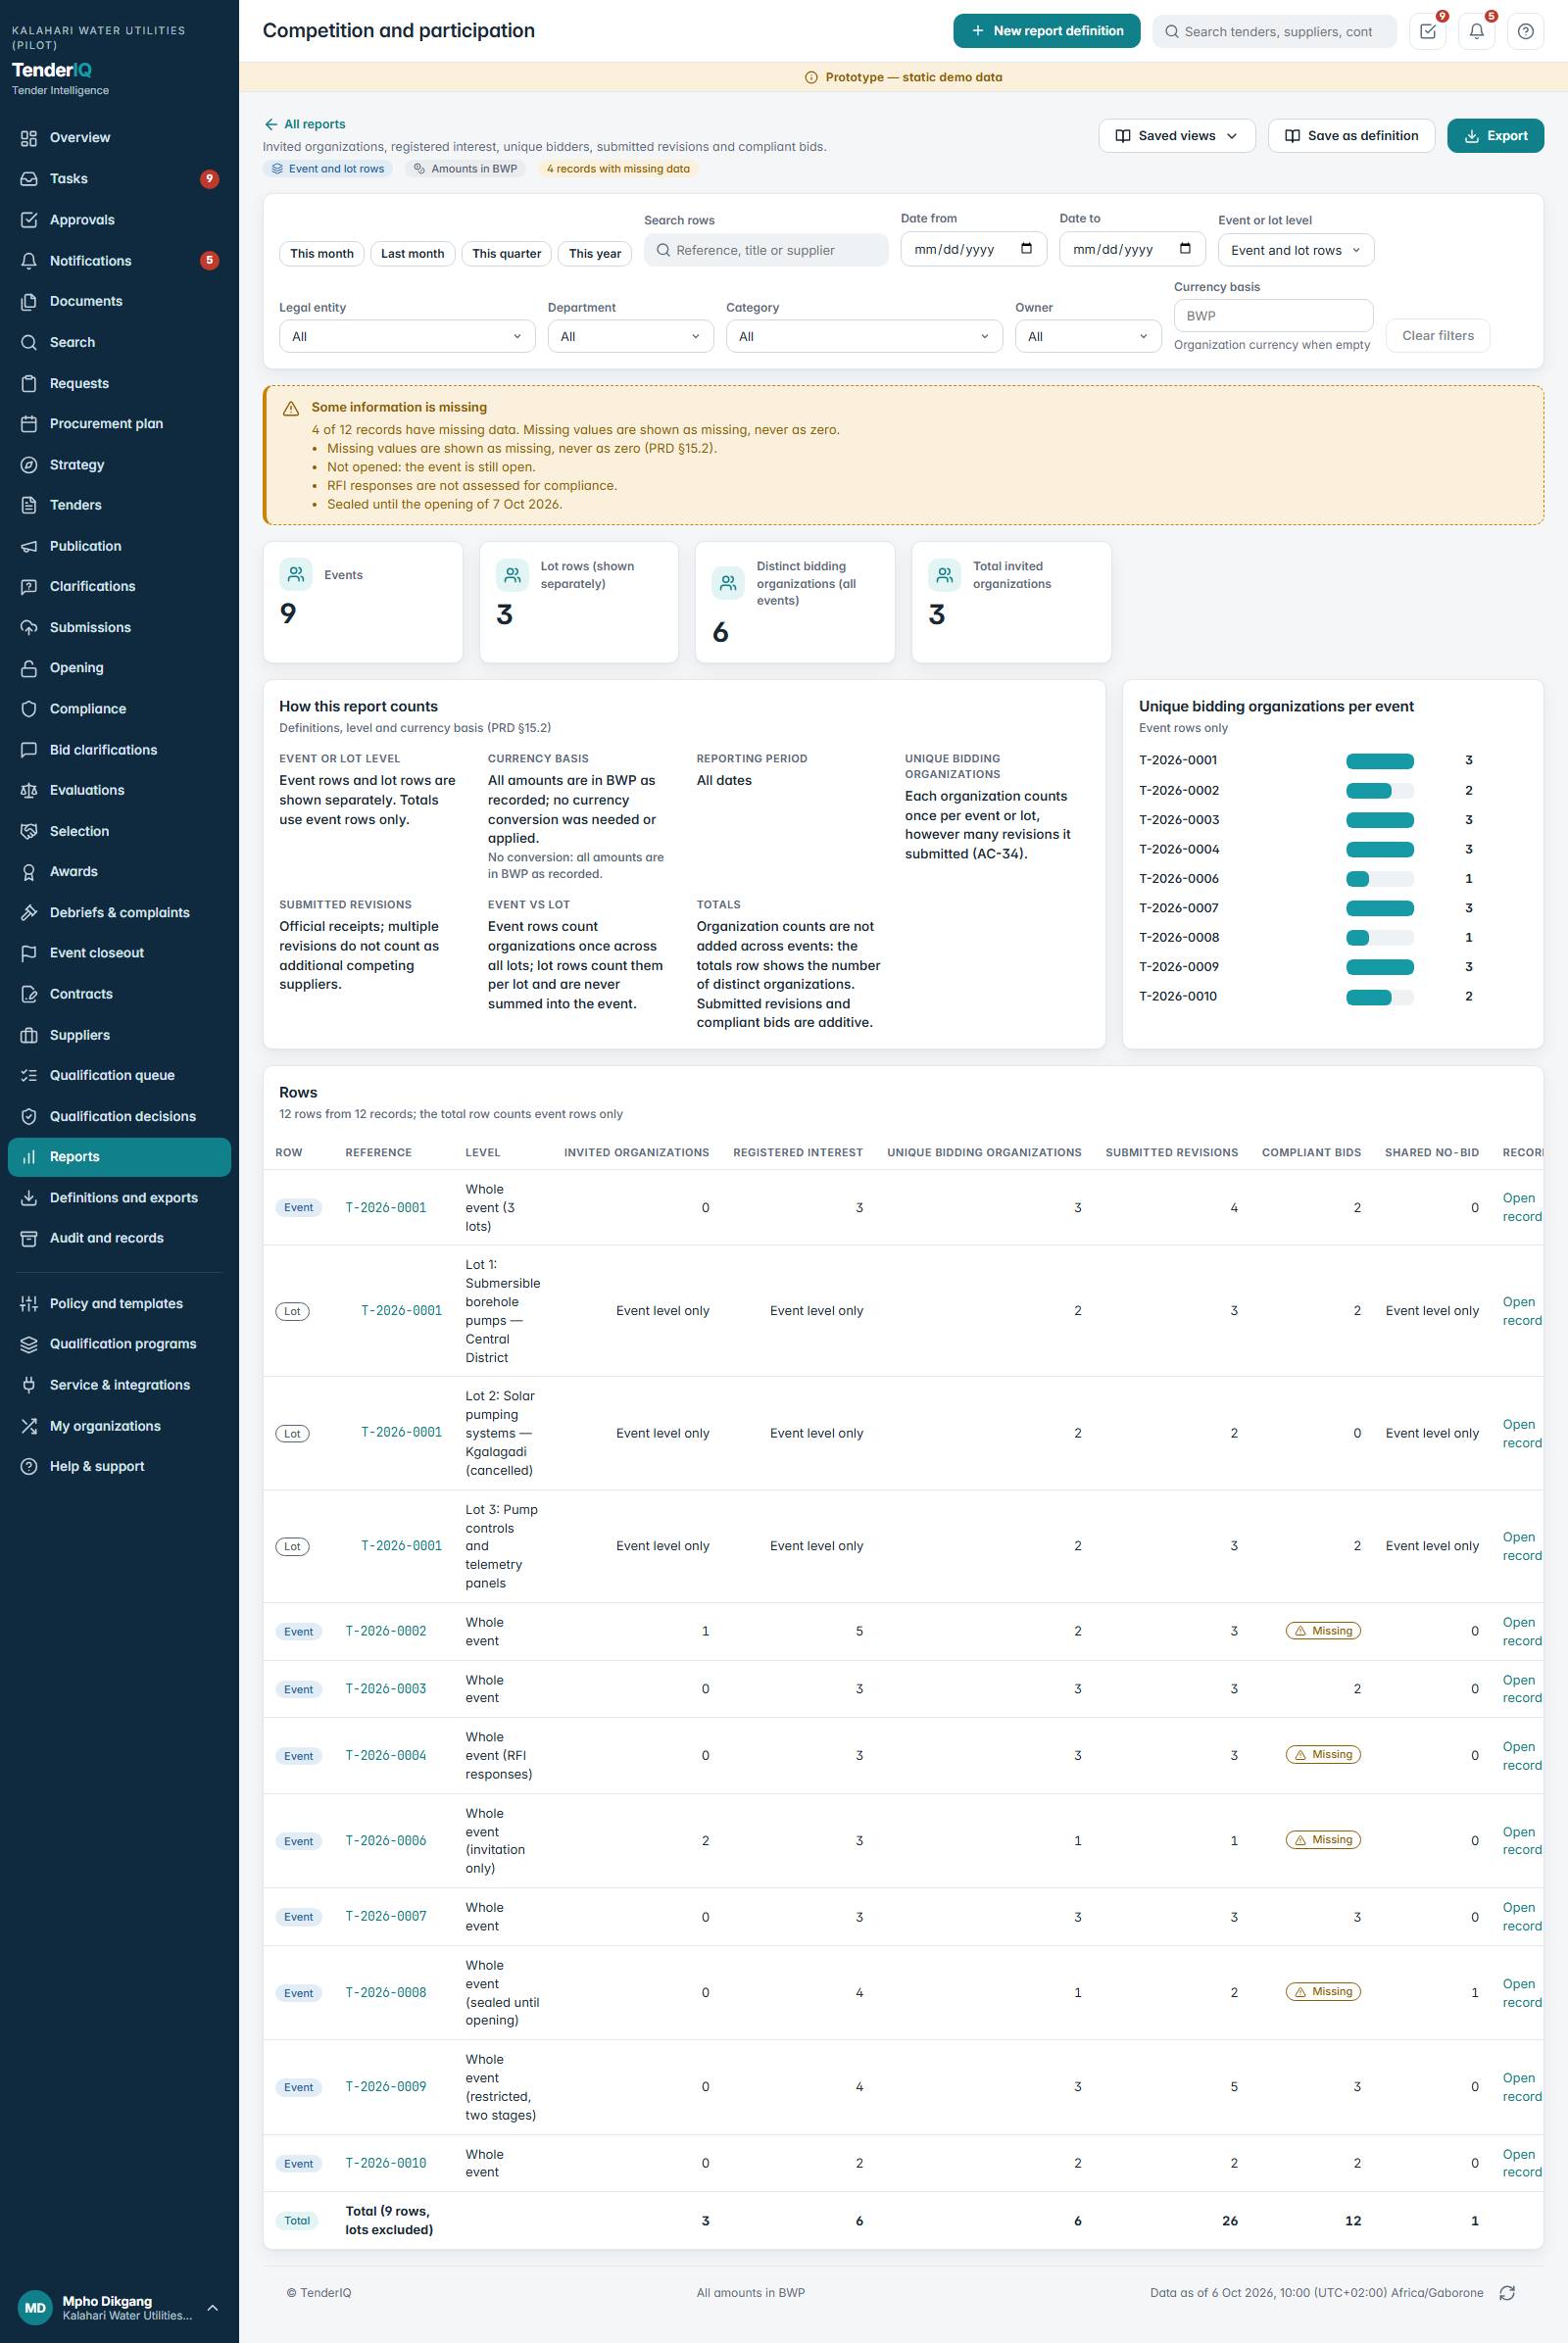 KALAHARI WATER UTILITIES
(PILOT)
TenderIQ
Tender Intelligence
Overview
Tasks 9
Approvals
Notifications 5
Documents
Search
Requests
Procurement plan
Strategy
Tenders
Publication
Clarifications
Submissions
Opening
Compliance
Bid clarifications
Evaluations
Selection
Awards
Debriefs & complaints
Event closeout
Contracts
Suppliers
Qualification queue
Qualification decisions
Reports
Definitions and exports
Audit and records
Policy and templates
Qualification programs
Service & integrations
My organizations
Help & support
MD
Mpho Dikgang
Kalahari Water Utilities...
Competition and participation
New report definition
Search tenders, suppliers, cont
9
5
Prototype — static demo data
All reports
Invited organizations, registered interest, unique bidders, submitted revisions and compliant bids.
Event and lot rows
Amounts in BWP
4 records with missing data
Saved views
Save as definition
Export
This month
Last month
This quarter
This year
Search rows
Reference, title or supplier
Date from
mm/dd/yyyy
Date to
mm/dd/yyyy
Event or lot level
Event and lot rows
Legal entity
All
Department
All
Category
All
Owner
All
Currency basis
BWP
Organization currency when empty
Clear filters
Some information is missing
4 of 12 records have missing data. Missing values are shown as missing, never as zero.
• Missing values are shown as missing, never as zero (PRD §15.2).
• Not opened: the event is still open.
• RFI responses are not assessed for compliance.
• Sealed until the opening of 7 Oct 2026.
Events
9
Lot rows (shown
separately)
3
Distinct bidding
organizations (all
events)
6
Total invited
organizations
3
How this report counts
Definitions, level and currency basis (PRD §15.2)
EVENT OR LOT LEVEL
Event rows and lot rows are
shown separately. Totals
use event rows only.
CURRENCY BASIS
All amounts are in BWP as
recorded; no currency
conversion was needed or
applied.
No conversion: all amounts are
in BWP as recorded.
REPORTING PERIOD
All dates
UNIQUE BIDDING
ORGANIZATIONS
Each organization counts
once per event or lot,
however many revisions it
submitted (AC-34).
SUBMITTED REVISIONS
Official receipts; multiple
revisions do not count as
additional competing
suppliers.
EVENT VS LOT
Event rows count
organizations once across
all lots; lot rows count them
per lot and are never
summed into the event.
TOTALS
Organization counts are not
added across events: the
totals row shows the number
of distinct organizations.
Submitted revisions and
compliant bids are additive.
Unique bidding organizations per event
Event rows only
T-2026-0001 3
T-2026-0002 2
T-2026-0003 3
T-2026-0004 3
T-2026-0006 1
T-2026-0007 3
T-2026-0008 1
T-2026-0009 3
T-2026-0010 2
Rows
12 rows from 12 records; the total row counts event rows only
ROW REFERENCE LEVEL INVITED ORGANIZATIONS REGISTERED INTEREST UNIQUE BIDDING ORGANIZATIONS SUBMITTED REVISIONS COMPLIANT BIDS SHARED NO-BID
Event T-2026-0001 Whole
event (3
lots) 0 3 3 4 2 0 Open
record
Lot T-2026-0001 Lot 1:
Submersible
borehole
pumps —
Central
District Event level only Event level only 2 3 2 Event level only Open
record
Lot T-2026-0001 Lot 2: Solar
pumping
systems —
Kgalagadi
(cancelled) Event level only Event level only 2 2 0 Event level only Open
record
Lot T-2026-0001 Lot 3: Pump
controls
and
telemetry
panels Event level only Event level only 2 3 2 Event level only Open
record
Event T-2026-0002 Whole
event 1 5 2 3 Missing 0 Open
record
Event T-2026-0003 Whole
event 0 3 3 3 2 0 Open
record
Event T-2026-0004 Whole
event (RFI
responses) 0 3 3 3 Missing 0 Open
record
Event T-2026-0006 Whole
event
(invitation
only) 2 3 1 1 Missing 0 Open
record
Event T-2026-0007 Whole
event 0 3 3 3 3 0 Open
record
Event T-2026-0008 Whole
event
(sealed until
opening) 0 4 1 2 Missing 1 Open
record
Event T-2026-0009 Whole
event
(restricted,
two stages) 0 4 3 5 3 0 Open
record
Event T-2026-0010 Whole
event 0 2 2 2 2 0 Open
record
Total Total (9 rows,
lots excluded) 3 6 6 26 12 1
© TenderIQ
All amounts in BWP
Data as of 6 Oct 2026, 10:00 (UTC+02:00) Africa/Gaborone